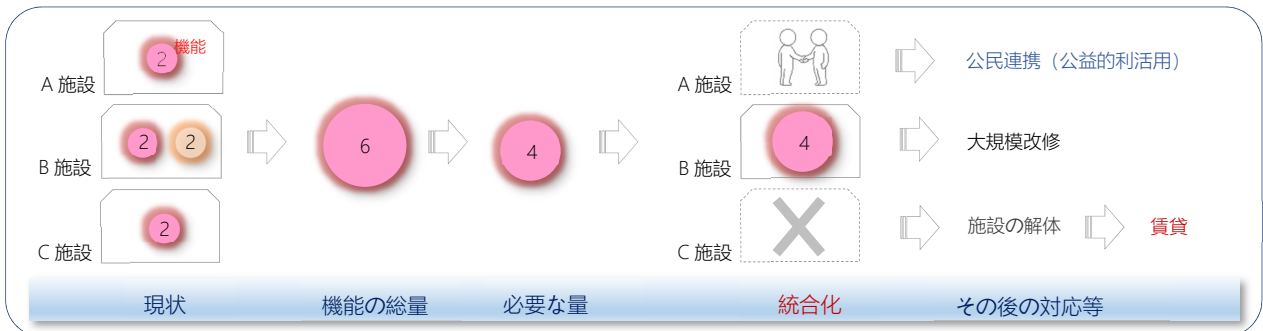 2
機能
A 施設
2
2
B 施設
2
C 施設
6
4
A 施設
公民連携（公益的利活用）
4
B 施設
大規模改修
C 施設
施設の解体
賃貸
現状
機能の総量
必要な量
統合化
その後の対応等